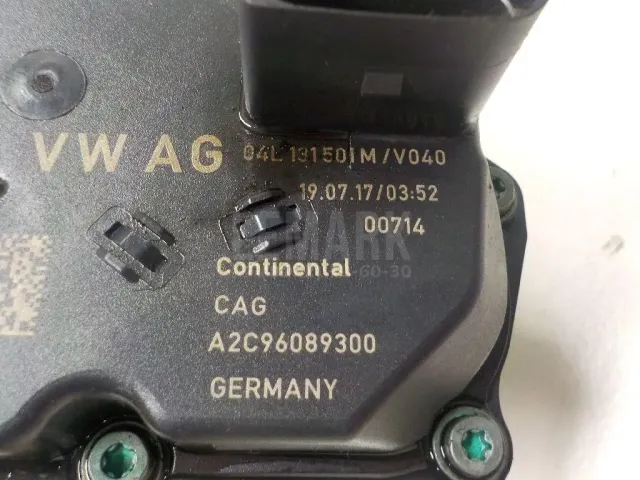 VW AG 04L131501M/V040
19.07.17/03:52
00714
Continental
CAG
A2C96089300
GERMANY